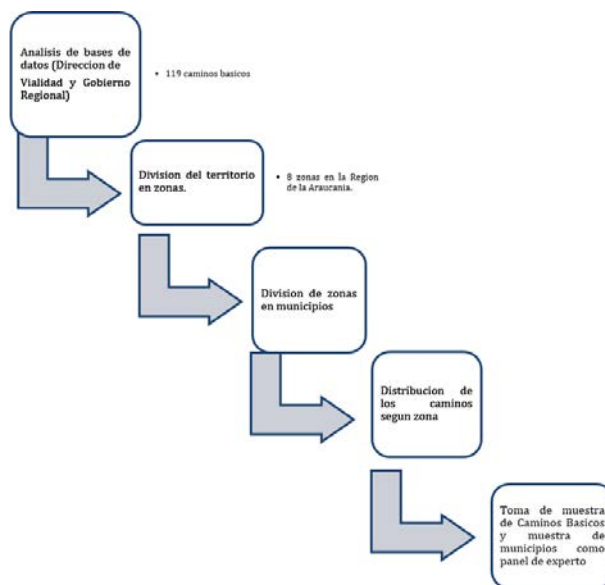 Analisis de bases de
datos (Direccion de
Vialidad y Gobierno
Regional)
• 119 caminos basicos
Division del territorio
en zonas.
• 8 zonas en la Region
de la Araucania.
Division de zonas
en municipios
Distribucion de
los caminos
segun zona
Toma de muestra
de Caminos Basicos
y muestra de
municipios como
panel de experto